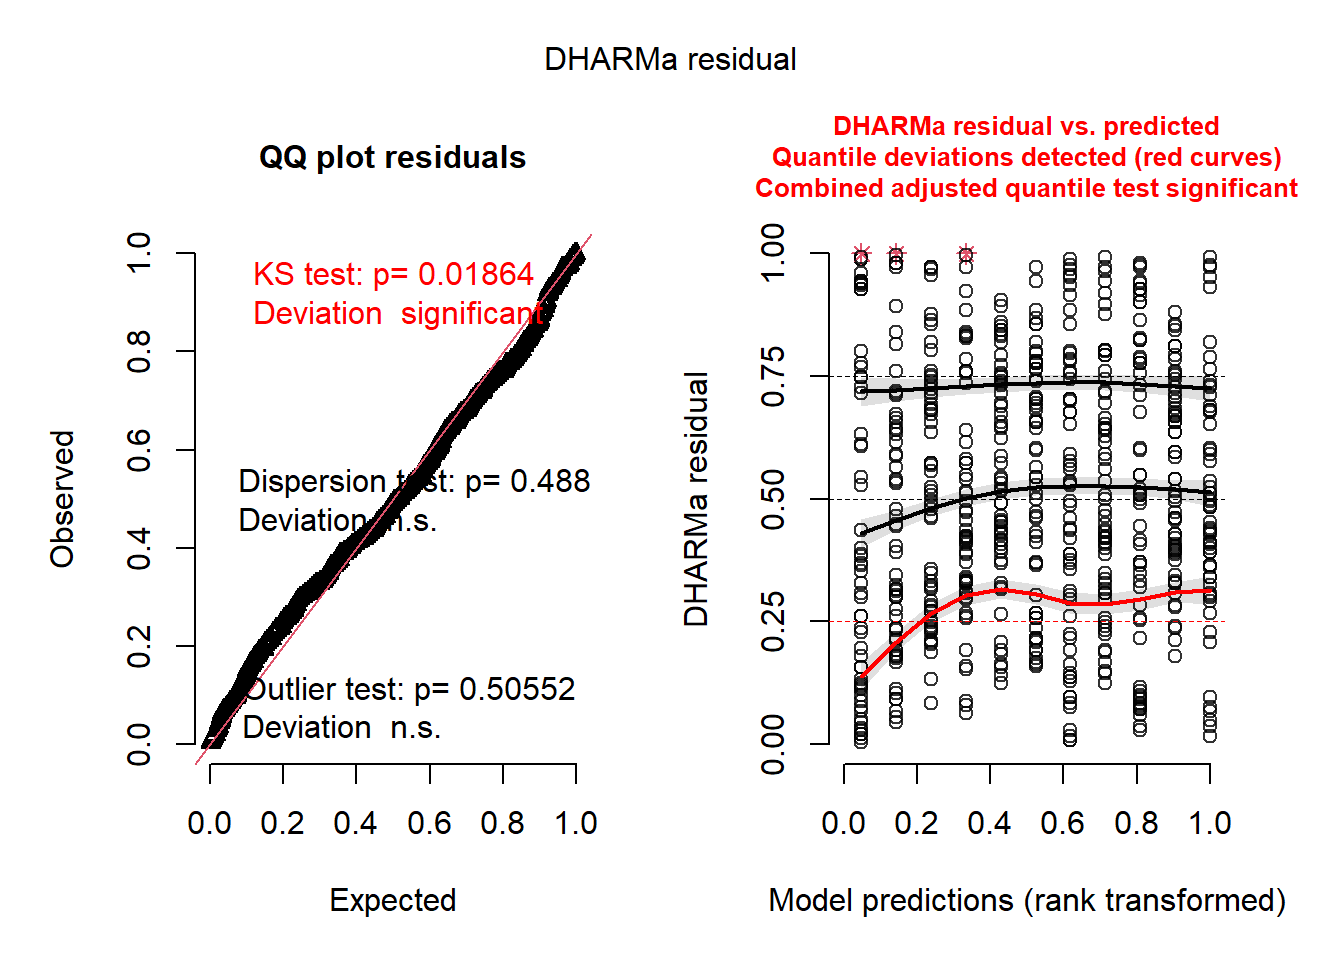 DHARMa residual
QQ plot residuals
KS test: p= 0.01864
Deviation  significant
Dispersion test: p= 0.488
Deviation  n.s.
Outlier test: p= 0.50552
Deviation  n.s.
Observed
1.0
0.8
0.6
0.4
0.2
0.0
0.0 0.2 0.4 0.6 0.8 1.0
Expected
DHARMa residual vs. predicted
Quantile deviations detected (red curves)
Combined adjusted quantile test significant
DHARMa residual
1.00
0.75
0.50
0.25
0.00
0.0 0.2 0.4 0.6 0.8 1.0
Model predictions (rank transformed)